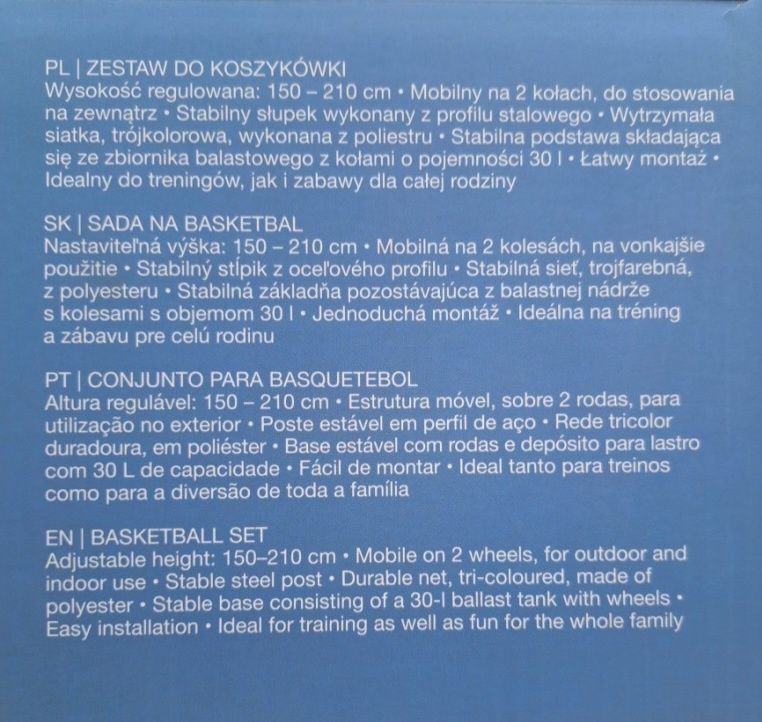 PL | ZESTAW DO KOSZYKÓWKI
Wysokość regulowana: 150 – 210 cm • Mobilny na 2 kołach, do stosowania
na zewnątrz • Stabilny słupek wykonany z profilu stalowego • Wytrzymała
siatka, trójkolorowa, wykonana z poliestru • Stabilna podstawa składająca
się ze zbiornika balastowego z kołami o pojemności 30 l • Łatwy montaż •
Idealny do treningów, jak i zabawy dla całej rodziny
SK | SADA NA BASKETBAL
Nastaviteľná výška: 150 – 210 cm • Mobilná na 2 kolesách, na vonkajšie
použitie • Stabilný stĺpik z oceľového profilu • Stabilná sieť, trojfarebná,
z polyesteru • Stabilná základňa pozostávajúca z balastnej nádrže
s kolesami s objemom 30 l • Jednoduchá montáž • Ideálna na tréning
a zábavu pre celú rodinu
PT | CONJUNTO PARA BASQUETEBOL
Altura regulável: 150 – 210 cm • Estrutura móvel, sobre 2 rodas, para
utilização no exterior • Poste estável em perfil de aço • Rede tricolor
duradoura, em poliéster • Base estável com rodas e depósito para lastro
com 30 L de capacidade • Fácil de montar • Ideal tanto para treinos
como para a diversão de toda a família
EN | BASKETBALL SET
Adjustable height: 150–210 cm • Mobile on 2 wheels, for outdoor and
indoor use • Stable steel post • Durable net, tri-coloured, made of
polyester • Stable base consisting of a 30-l ballast tank with wheels •
Easy installation • Ideal for training as well as fun for the whole family